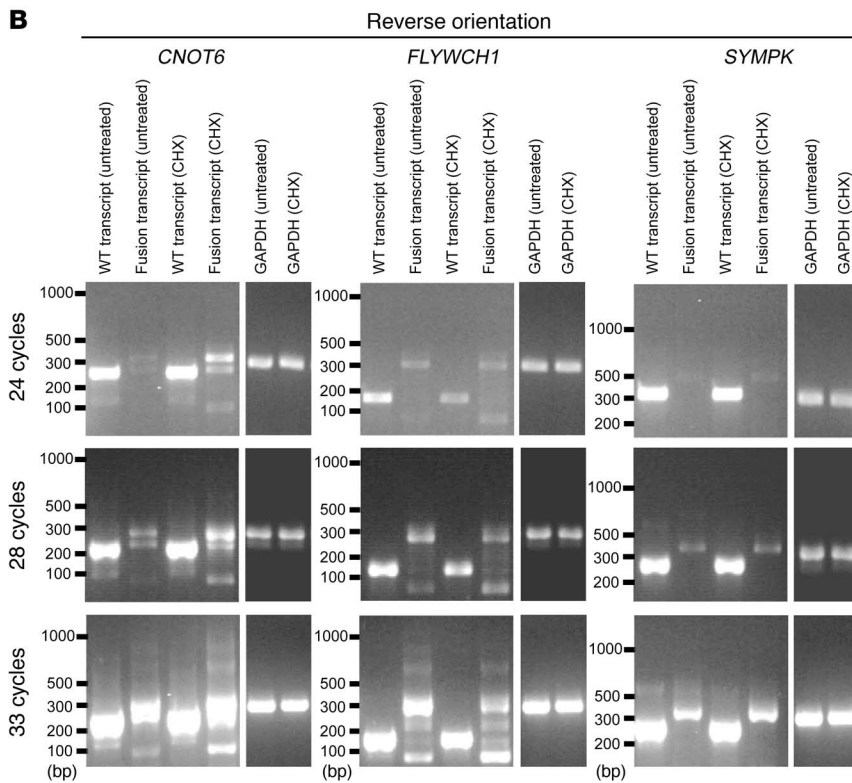 B
Reverse orientation
CNOT6 FLYWCH1 SYMPK
WT transcript (untreated)
Fusion transcript (untreated)
WT transcript (CHX)
Fusion transcript (CHX)
GAPDH (untreated)
GAPDH (CHX)
WT transcript (untreated)
Fusion transcript (untreated)
WT transcript (CHX)
Fusion transcript (CHX)
GAPDH (untreated)
GAPDH (CHX)
WT transcript (untreated)
Fusion transcript (untreated)
WT transcript (CHX)
Fusion transcript (CHX)
GAPDH (untreated)
GAPDH (CHX)
24 cycles
1000
500
300
200
100
1000
500
300
200
100
1000
500
300
200
28 cycles
1000
500
300
200
100
1000
500
300
200
100
1000
500
300
200
33 cycles
1000
500
300
200
100
(bp)
1000
500
300
200
100
(bp)
1000
500
300
200
(bp)